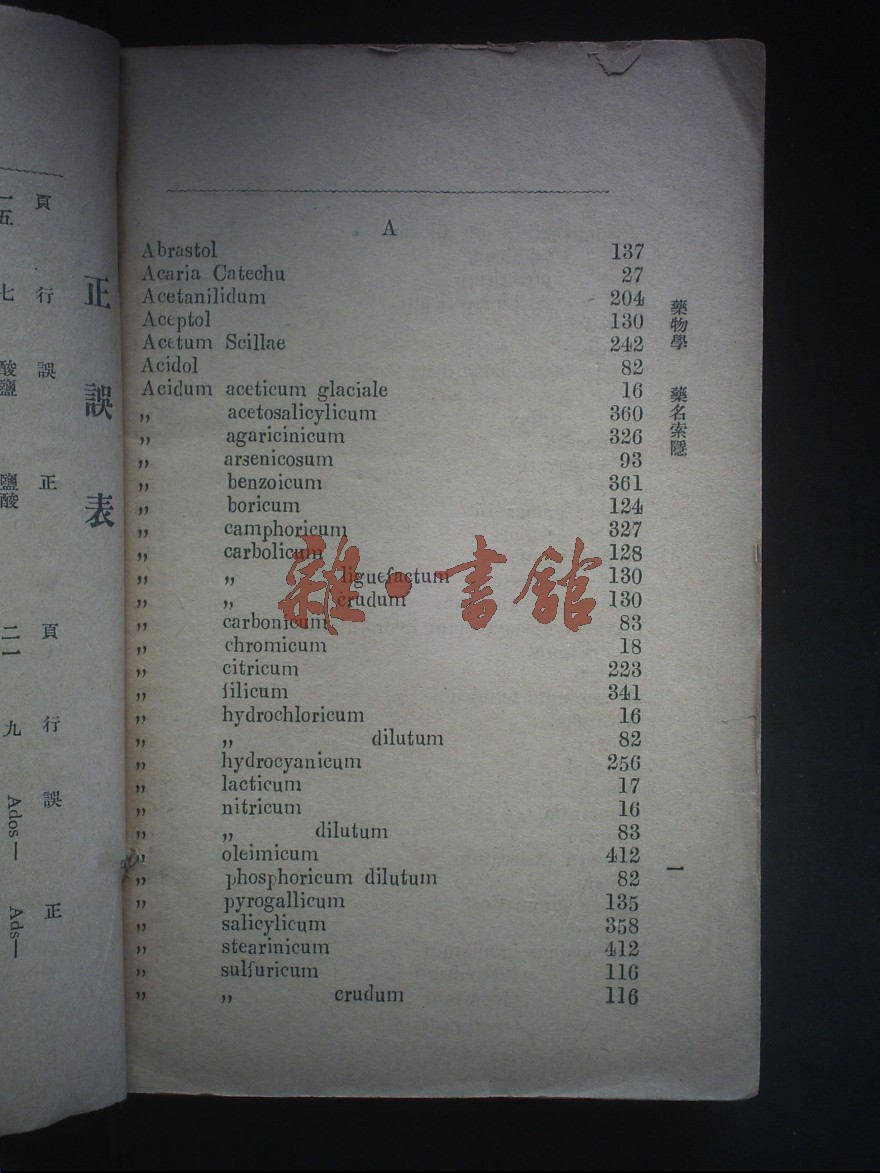 正誤表
頁 行 誤 正 頁 行 誤 正
一五 七 酸鹽 鹽酸 二一 九 Ados— Ads—
A
Abrastol 137
Acaria Catechu 27
Acetanilidum 204
Aceptol 130
Acetum Scillae 242
Acidol 82
Acidum aceticum glaciale 16
„ acetosalicylicum 360
„ agaricinicum 326
„ arsenicosum 93
„ benzoicum 361
„ boricum 124
„ camphoricum 327
„ carbolicum 128
„ „ liguefactum 130
„ „ crudum 130
„ carbonicum 83
„ chromicum 18
„ citricum 223
„ filicum 341
„ hydrochloricum 16
„ „ dilutum 82
„ hydrocyanicum 256
„ lacticum 17
„ nitricum 16
„ „ dilutum 83
„ oleimicum 412
„ phosphoricum dilutum 82
„ pyrogallicum 135
„ salicylicum 358
„ stearinicum 412
„ sulfuricum 116
„ „ crudum 116
藥物學 藥名索隱
一
雜·書館